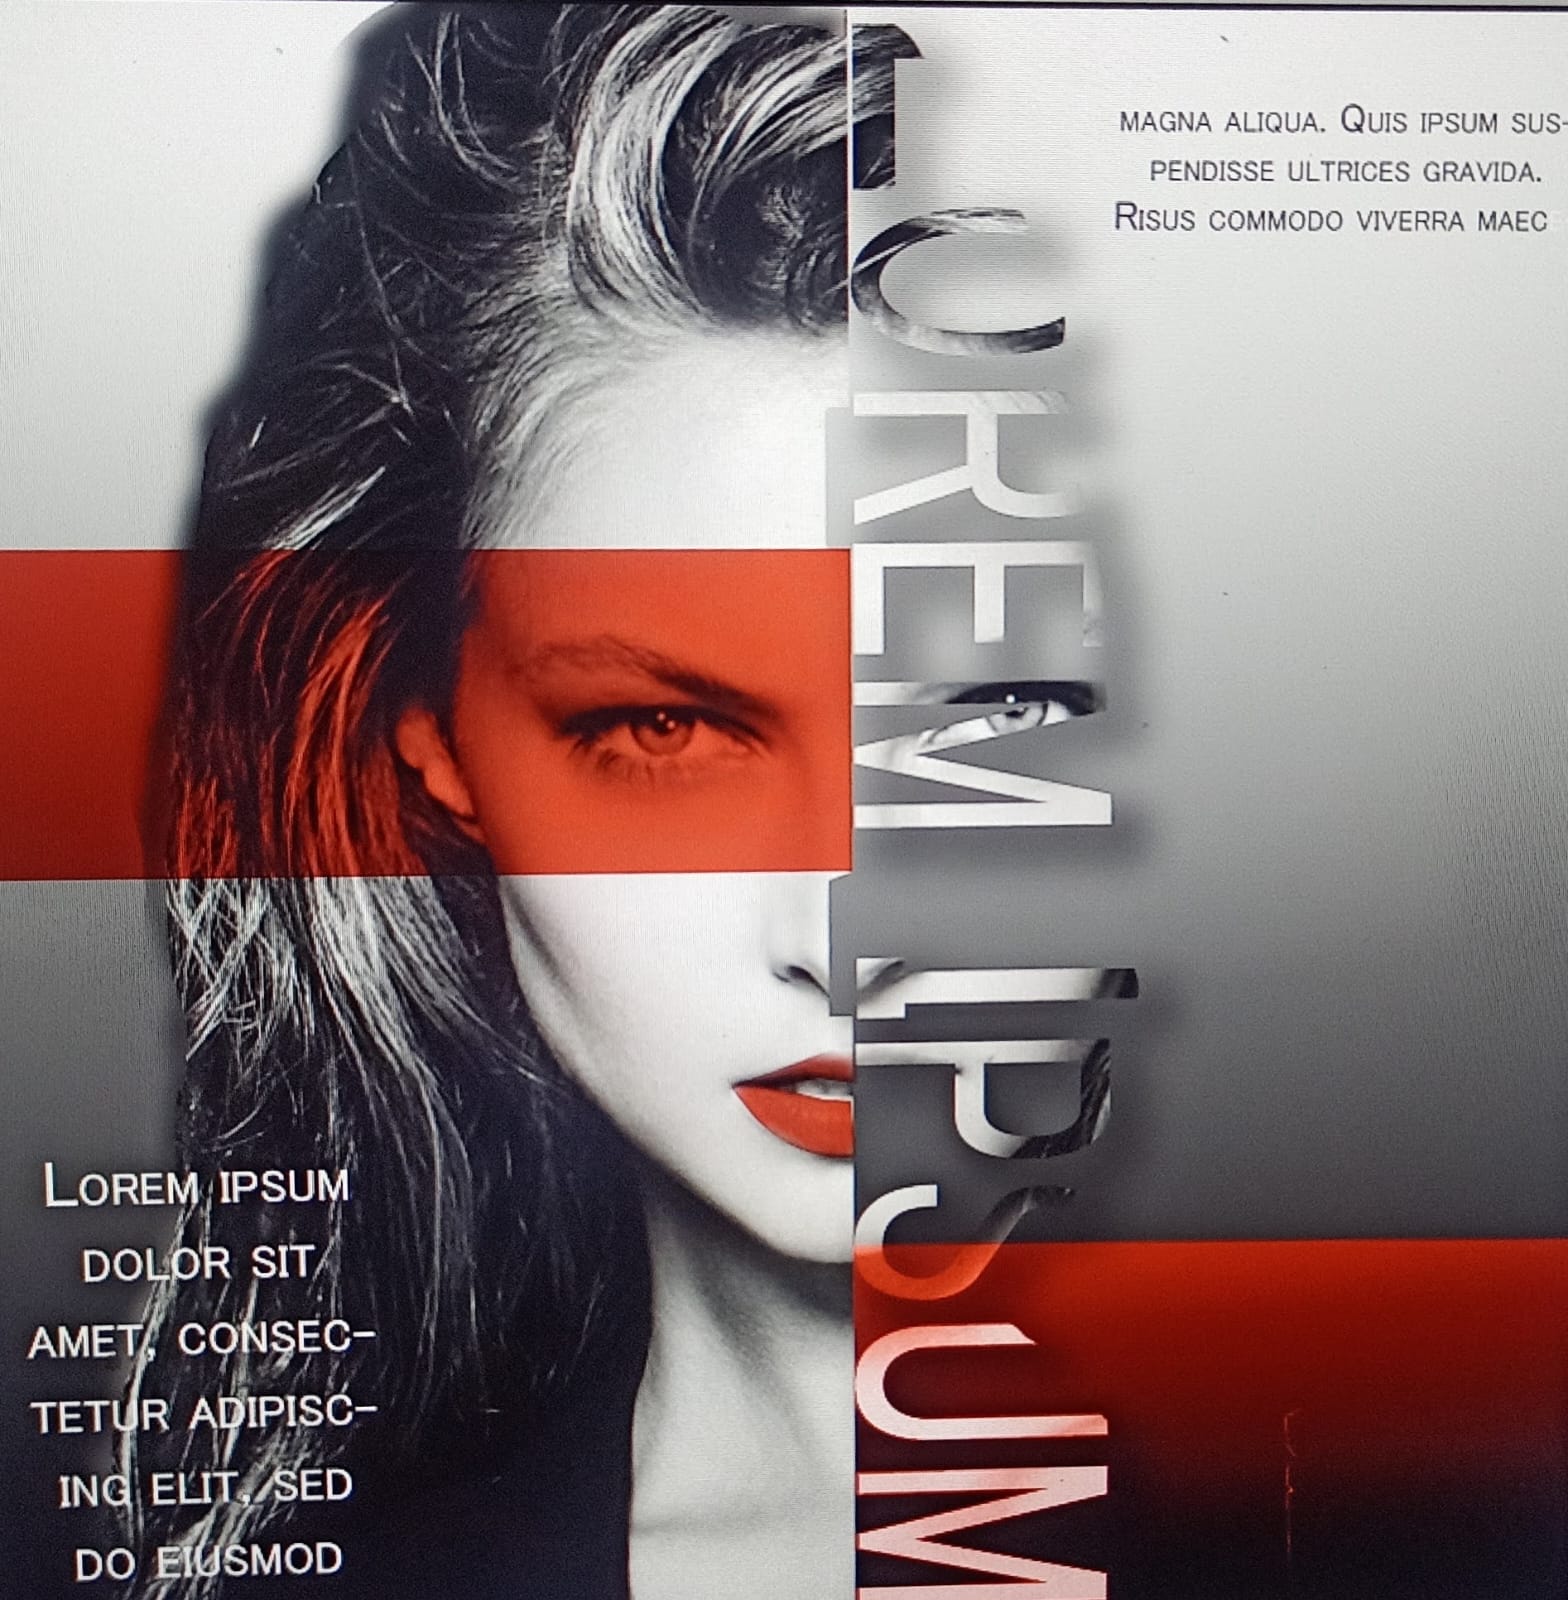 LOREM IPSUM
magna aliqua. Quis ipsum sus-
pendisse ultrices gravida.
Risus commodo viverra maec
Lorem ipsum
dolor sit
amet, consec-
tetur adipisc-
ing elit, sed
do eiusmod